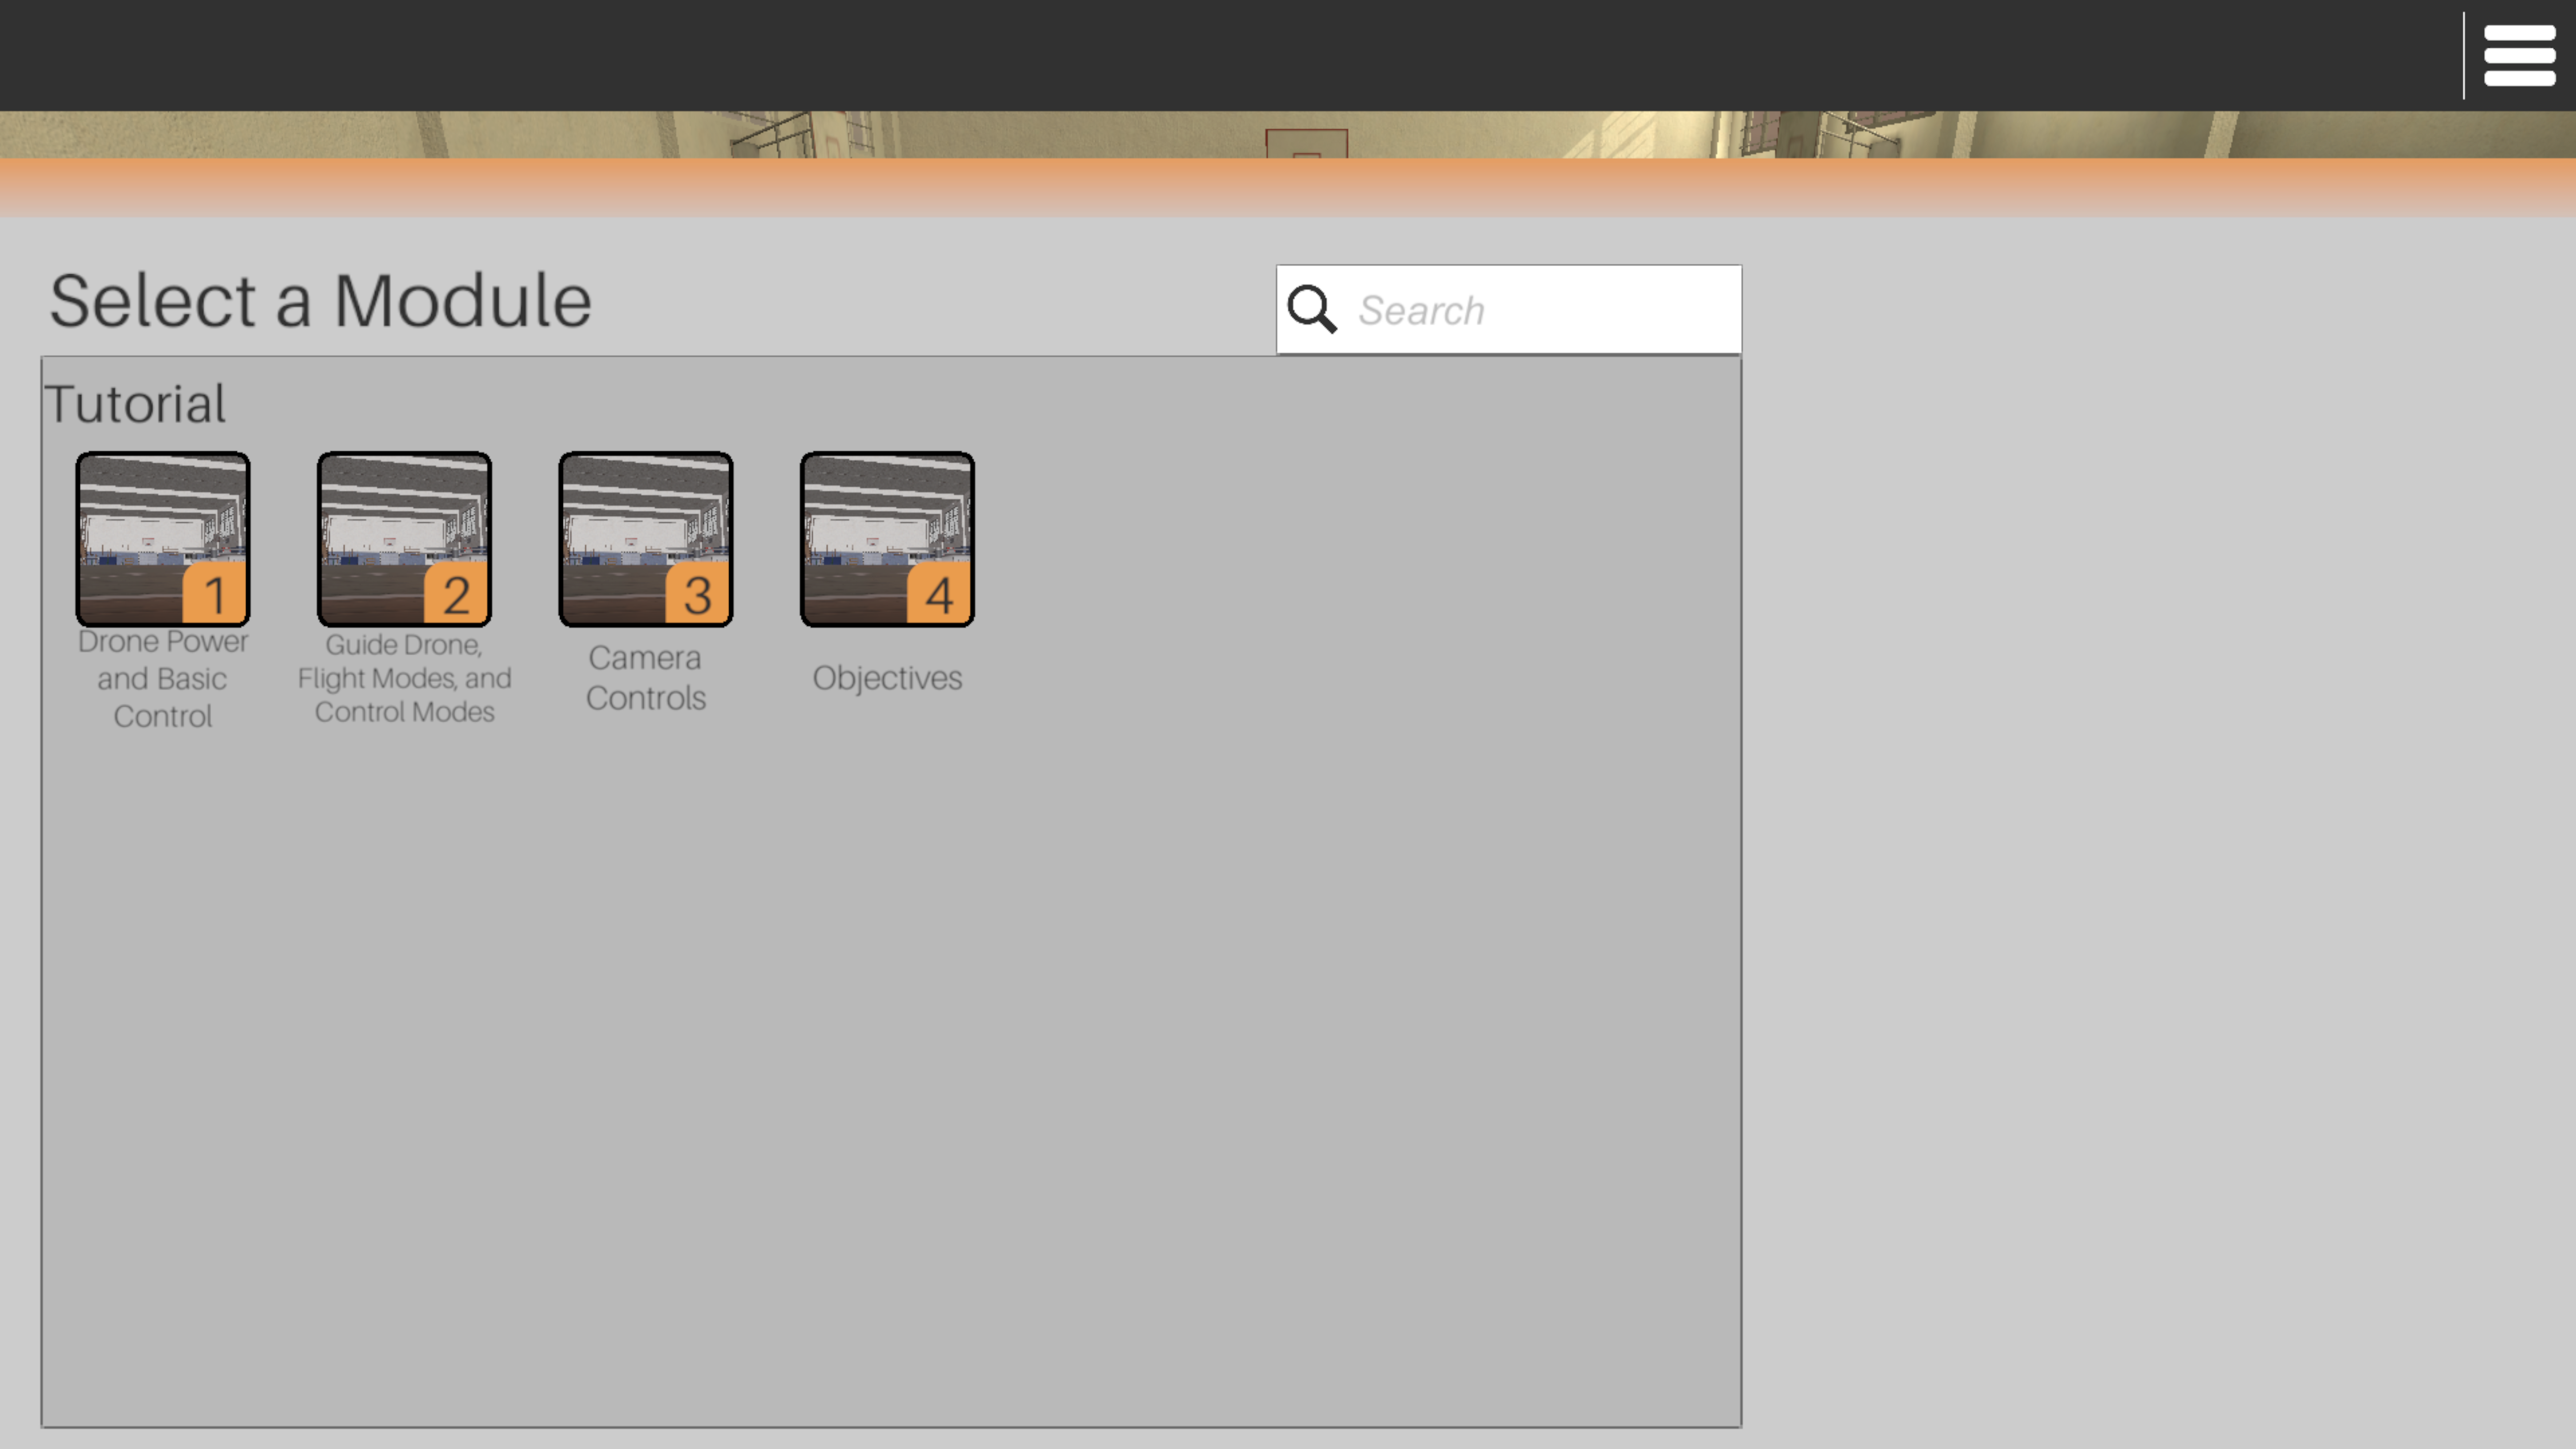 Select a Module
Search
Tutorial
1
2
3
4
Drone Power
and Basic
Control
Guide Drone,
Flight Modes, and
Control Modes
Camera
Controls
Objectives